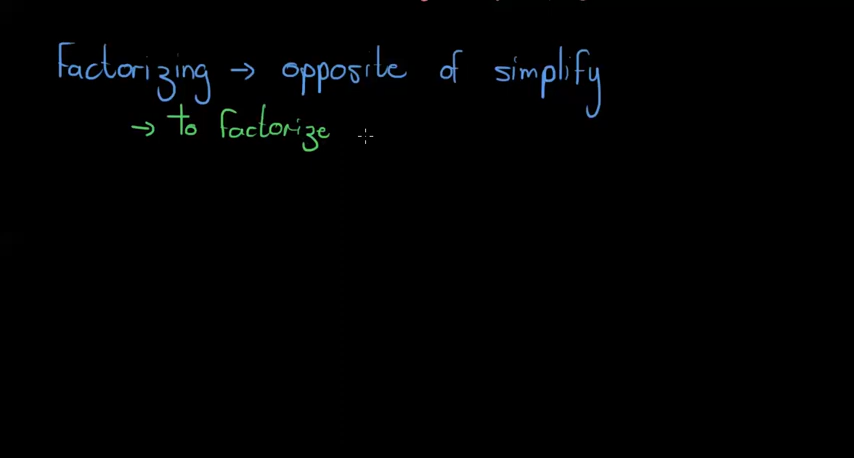 Factorizing → opposite of simplify
→ to factorize